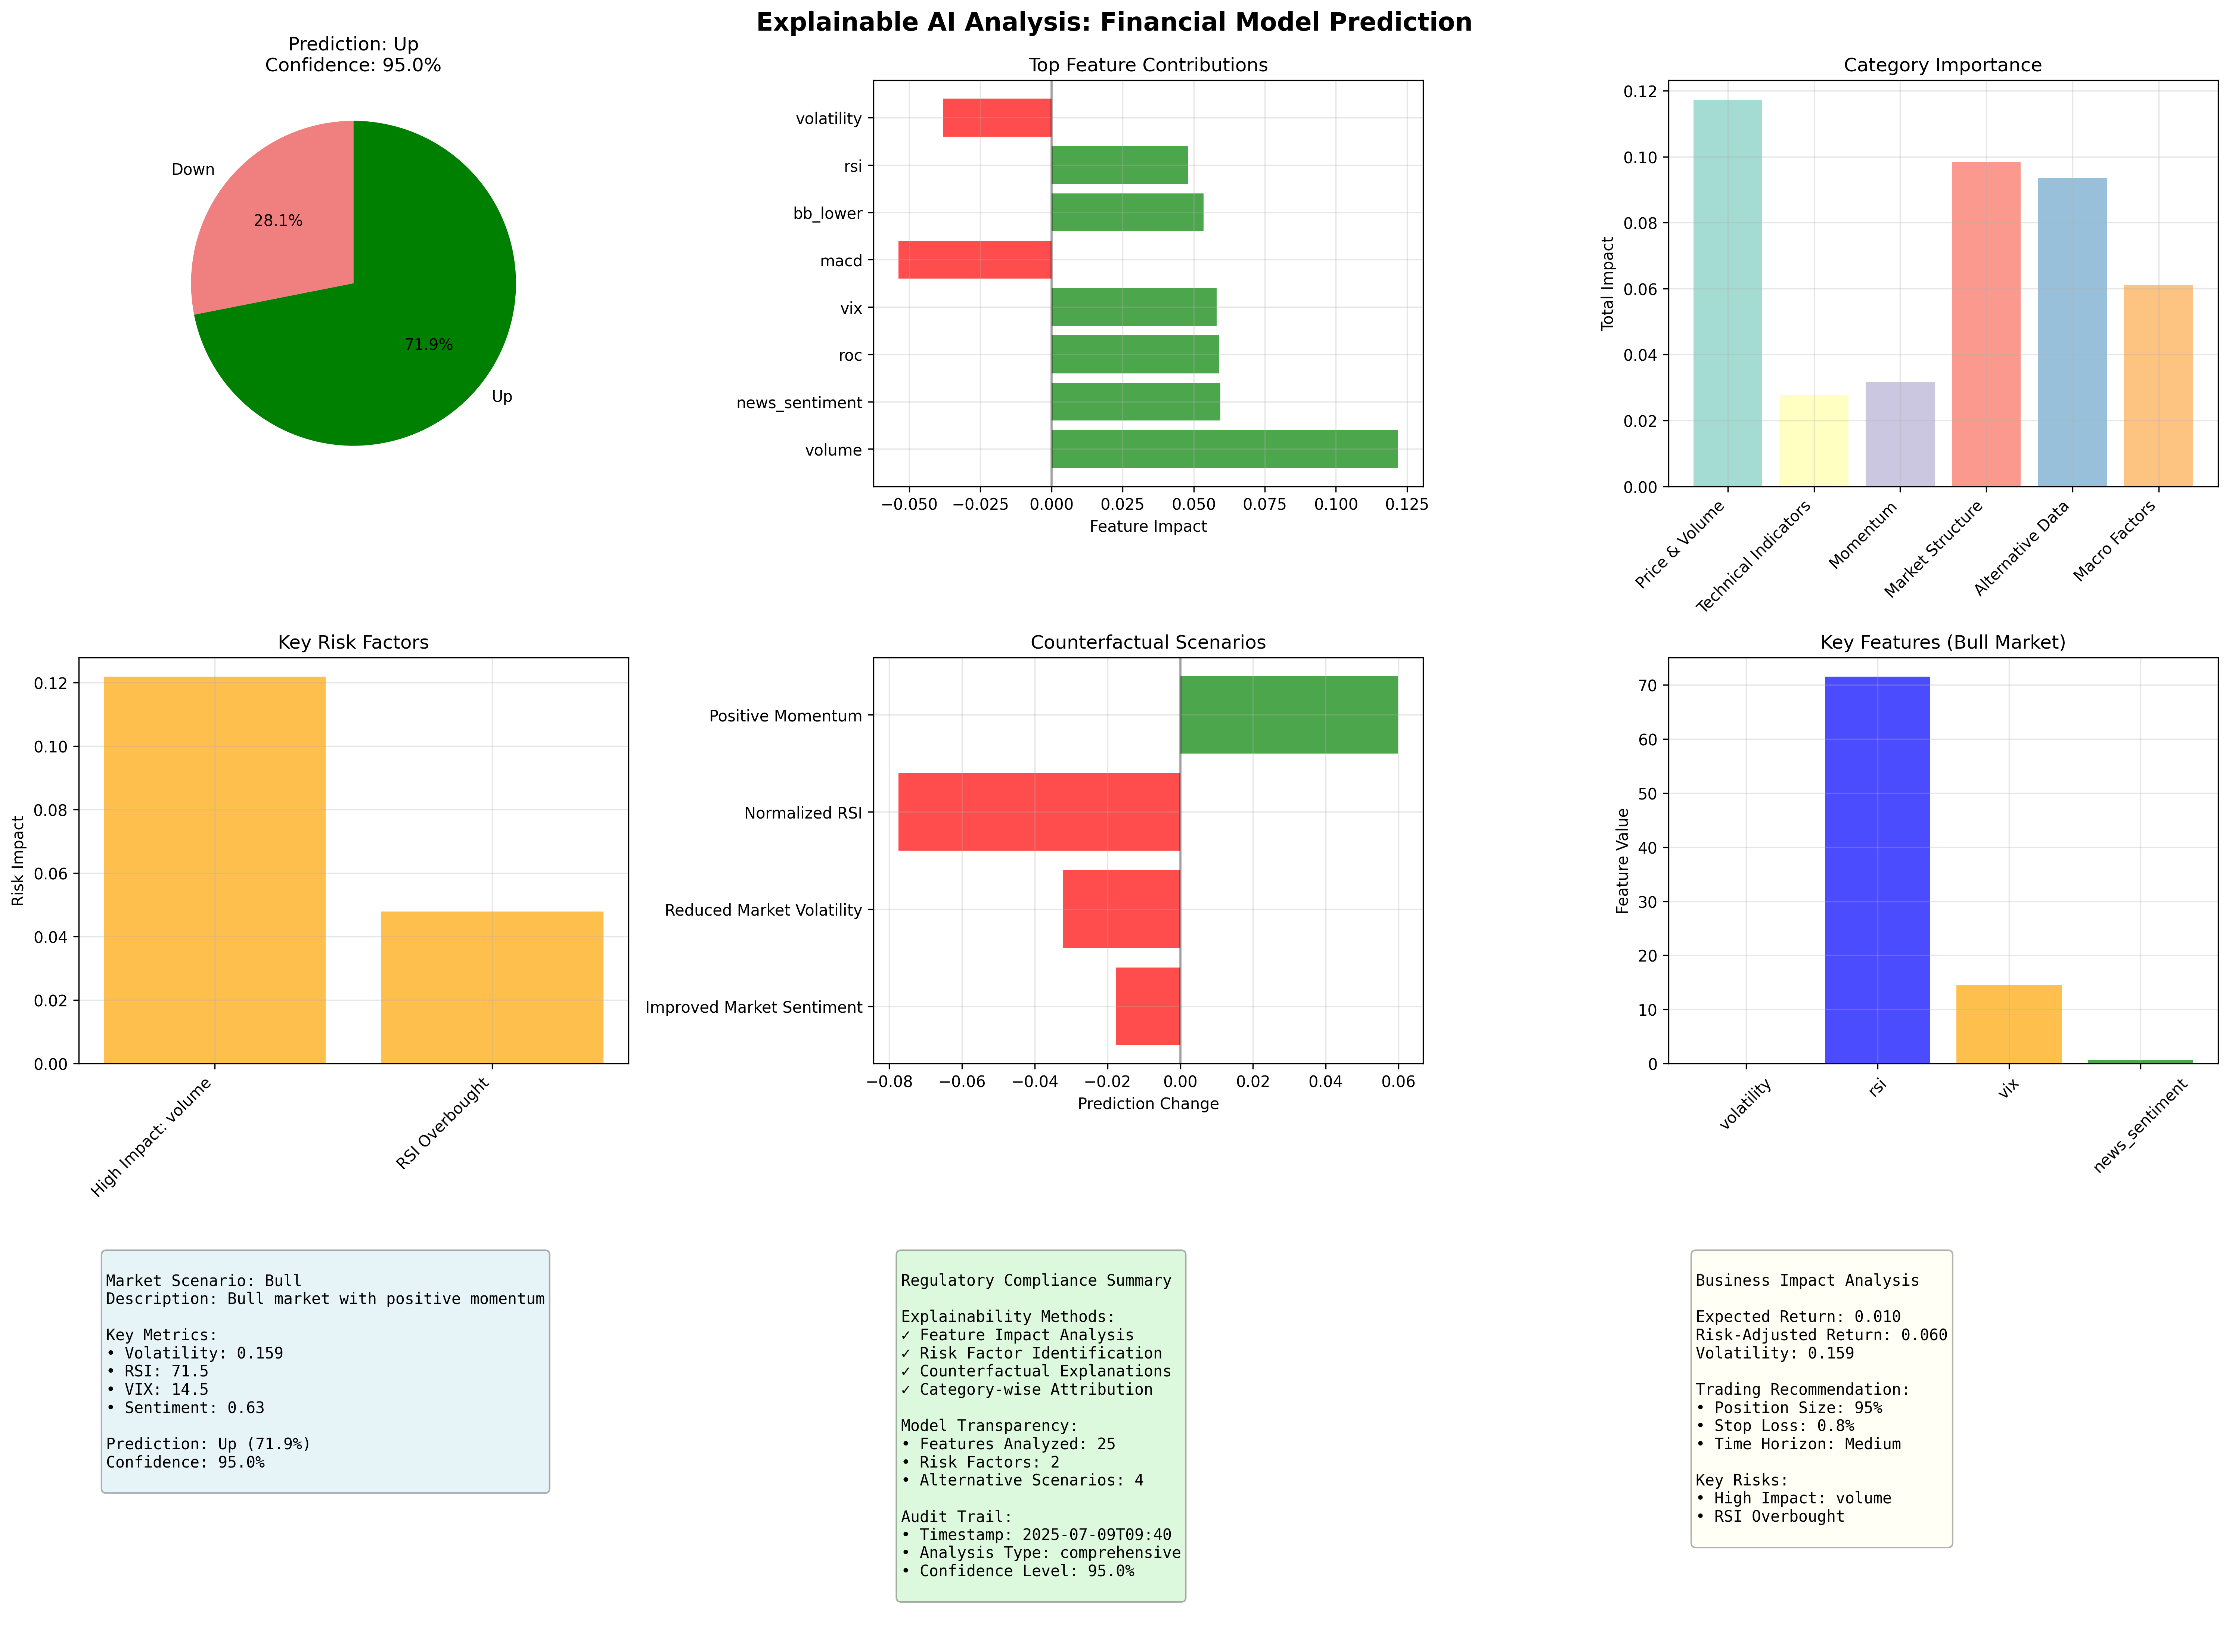 Explainable AI Analysis: Financial Model Prediction
Prediction: Up
Confidence: 95.0%
Down
28.1%
71.9%
Up
Top Feature Contributions
volatility
rsi
bb_lower
macd
vix
roc
news_sentiment
volume
−0.050 −0.025 0.000 0.025 0.050 0.075 0.100 0.125
Feature Impact
Category Importance
Total Impact
0.12
0.10
0.08
0.06
0.04
0.02
0.00
Price & Volume
Technical Indicators
Momentum
Market Structure
Alternative Data
Macro Factors
Key Risk Factors
Risk Impact
0.12
0.10
0.08
0.06
0.04
0.02
0.00
High Impact: volume
RSI Overbought
Counterfactual Scenarios
Positive Momentum
Normalized RSI
Reduced Market Volatility
Improved Market Sentiment
−0.08 −0.06 −0.04 −0.02 0.00 0.02 0.04 0.06
Prediction Change
Key Features (Bull Market)
Feature Value
70
60
50
40
30
20
10
0
volatility
rsi
vix
news_sentiment
Market Scenario: Bull
Description: Bull market with positive momentum
Key Metrics:
• Volatility: 0.159
• RSI: 71.5
• VIX: 14.5
• Sentiment: 0.63
Prediction: Up (71.9%)
Confidence: 95.0%
Regulatory Compliance Summary
Explainability Methods:
✓ Feature Impact Analysis
✓ Risk Factor Identification
✓ Counterfactual Explanations
✓ Category-wise Attribution
Model Transparency:
• Features Analyzed: 25
• Risk Factors: 2
• Alternative Scenarios: 4
Audit Trail:
• Timestamp: 2025-07-09T09:40
• Analysis Type: comprehensive
• Confidence Level: 95.0%
Business Impact Analysis
Expected Return: 0.010
Risk-Adjusted Return: 0.060
Volatility: 0.159
Trading Recommendation:
• Position Size: 95%
• Stop Loss: 0.8%
• Time Horizon: Medium
Key Risks:
• High Impact: volume
• RSI Overbought